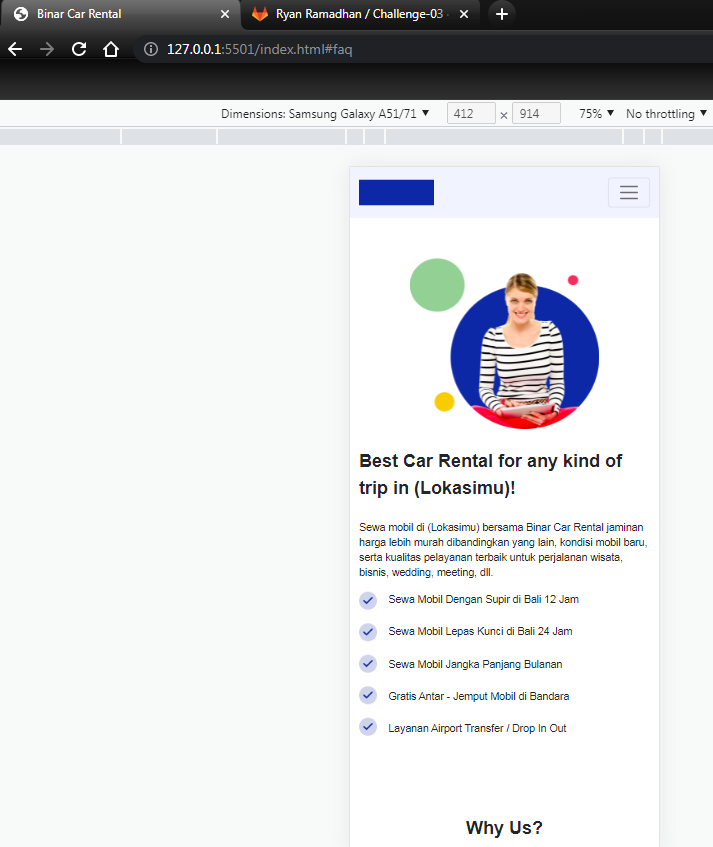 Binar Car Rental
Ryan Ramadhan / Challenge-03
127.0.0.1:5501/index.html#faq
Dimensions: Samsung Galaxy A51/71 ▼ 412 × 914 75% ▼ No throttling ▼
Best Car Rental for any kind of
trip in (Lokasimu)!
Sewa mobil di (Lokasimu) bersama Binar Car Rental jaminan
harga lebih murah dibandingkan yang lain, kondisi mobil baru,
serta kualitas pelayanan terbaik untuk perjalanan wisata,
bisnis, wedding, meeting, dll.
Sewa Mobil Dengan Supir di Bali 12 Jam
Sewa Mobil Lepas Kunci di Bali 24 Jam
Sewa Mobil Jangka Panjang Bulanan
Gratis Antar - Jemput Mobil di Bandara
Layanan Airport Transfer / Drop In Out
Why Us?